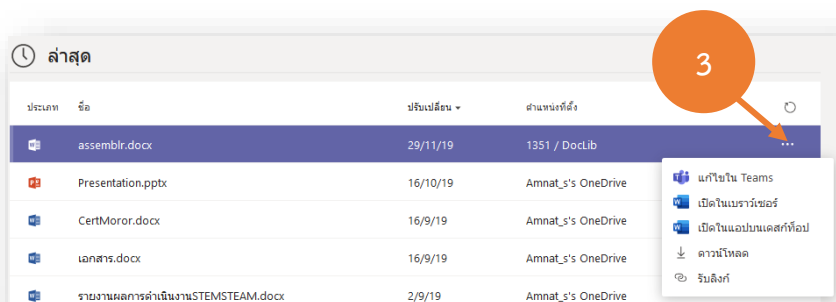 ล่าสุด
3
ประเภท ชื่อ ปรับเปลี่ยน ตำแหน่งที่ตั้ง
assemblr.docx 29/11/19 1351 / DocLib ...
Presentation.pptx 16/10/19 Amnat_s's OneDrive
CertMoror.docx 16/9/19 Amnat_s's OneDrive
เอกสาร.docx 16/9/19 Amnat_s's OneDrive
รายงานผลการดำเนินงานSTEMSTEAM.docx 2/9/19 Amnat_s's OneDrive
แก้ไขใน Teams
เปิดในเบราว์เซอร์
เปิดในแอปบนเดสก์ท็อป
ดาวน์โหลด
รับลิงก์